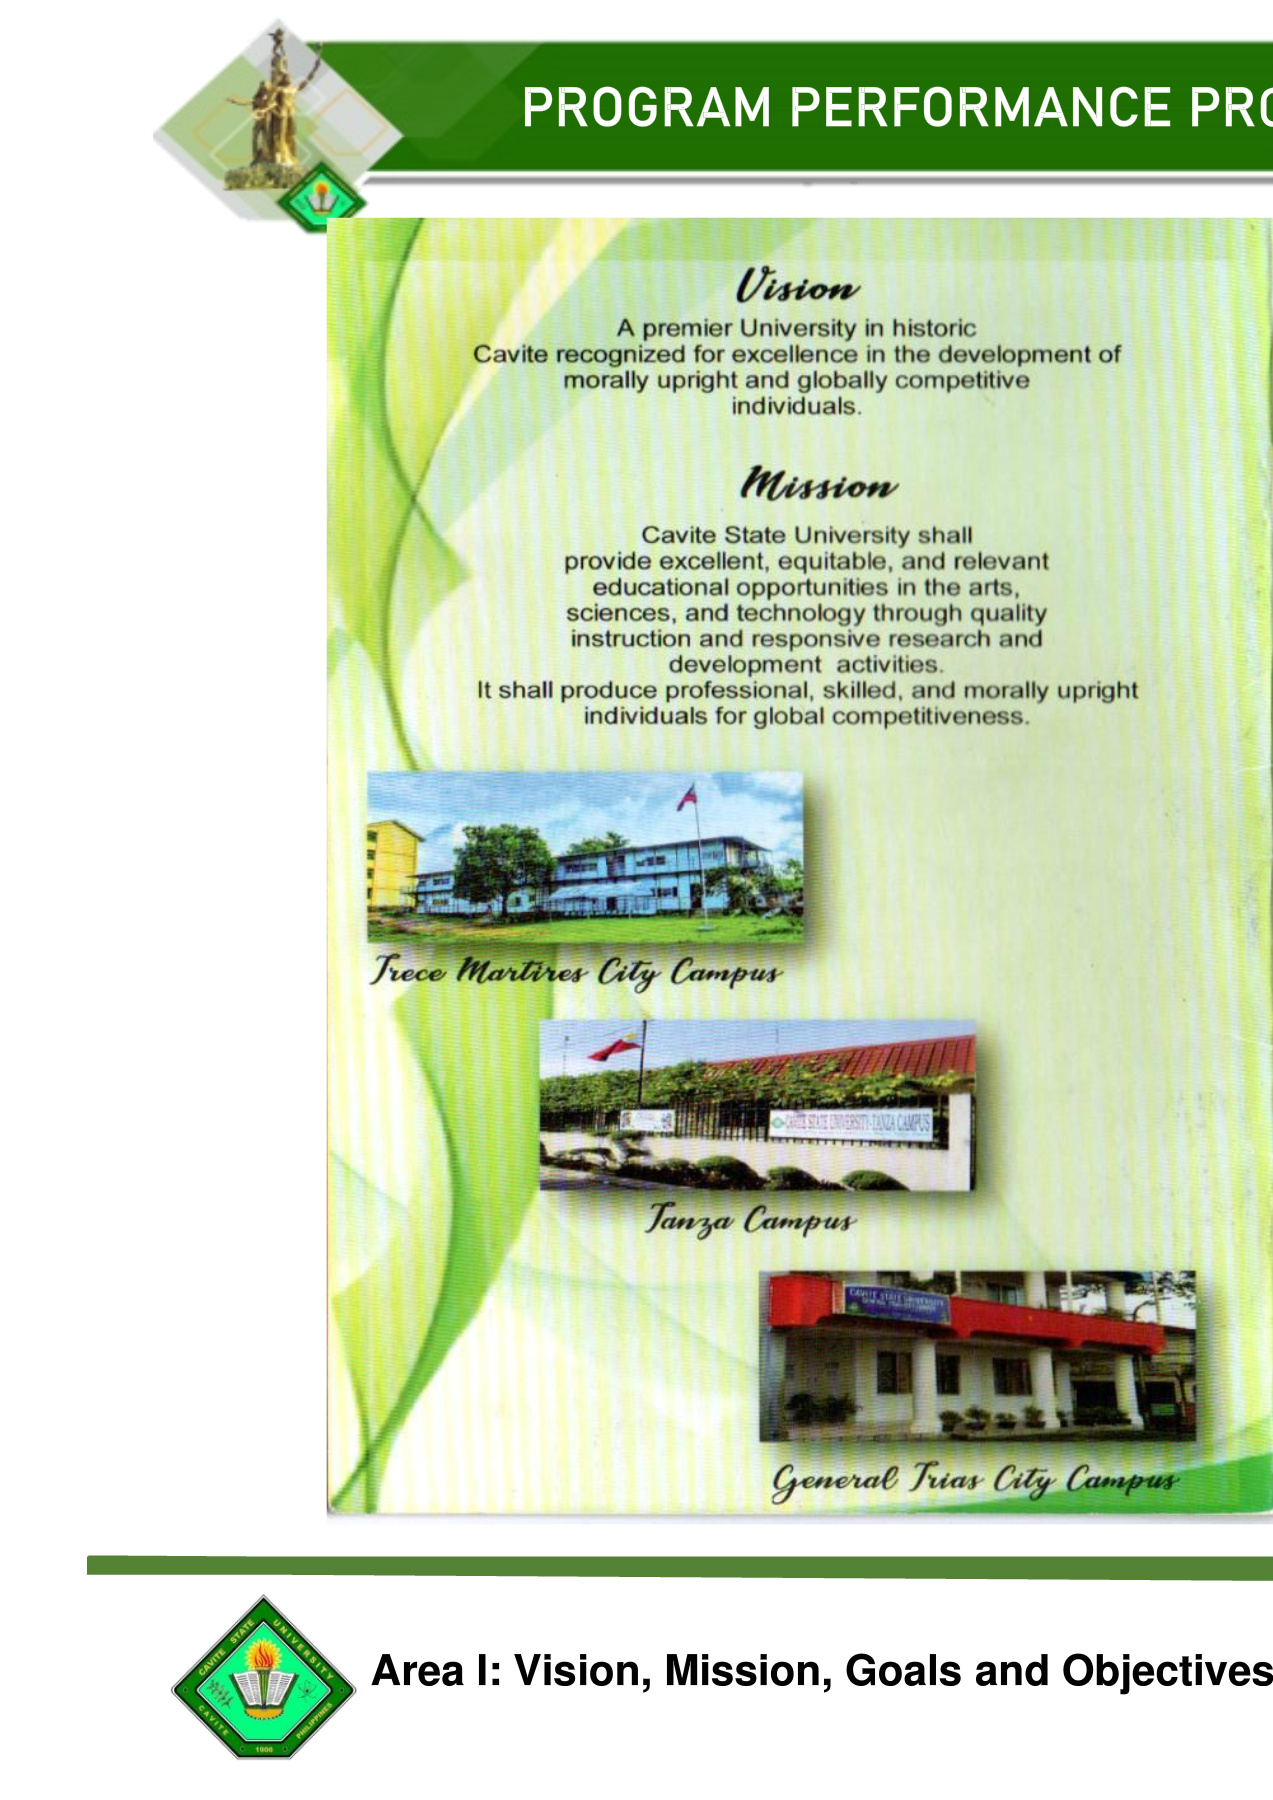 PROGRAM PERFORMANCE PRO
Vision
A premier University in historic
Cavite recognized for excellence in the development of
morally upright and globally competitive
individuals.
Mission
Cavite State University shall
provide excellent, equitable, and relevant
educational opportunities in the arts,
sciences, and technology through quality
instruction and responsive research and
development activities.
It shall produce professional, skilled, and morally upright
individuals for global competitiveness.
Trece Martires City Campus
CAVITE STATE UNIVERSITY-TANZA CAMPUS
Tanza Campus
CAVITE STATE UNIVERSITY
GENERAL TRIAS CITY CAMPUS
General Trias City Campus
CAVITE STATE UNIVERSITY
CAVITE PHILIPPINES
1906
Area I: Vision, Mission, Goals and Objectives